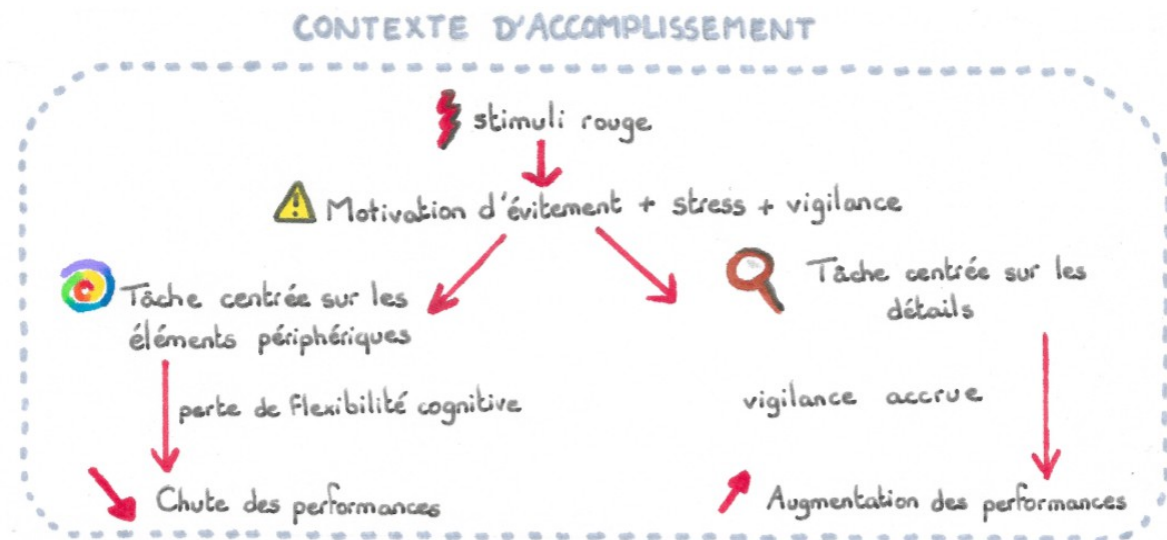 CONTEXTE D'ACCOMPLISSEMENT
stimuli rouge
Motivation d'évitement + stress + vigilance
Tâche centrée sur les
éléments périphériques
Tâche centrée sur les
détails
perte de flexibilité cognitive
vigilance accrue
Chute des performances
Augmentation des performances